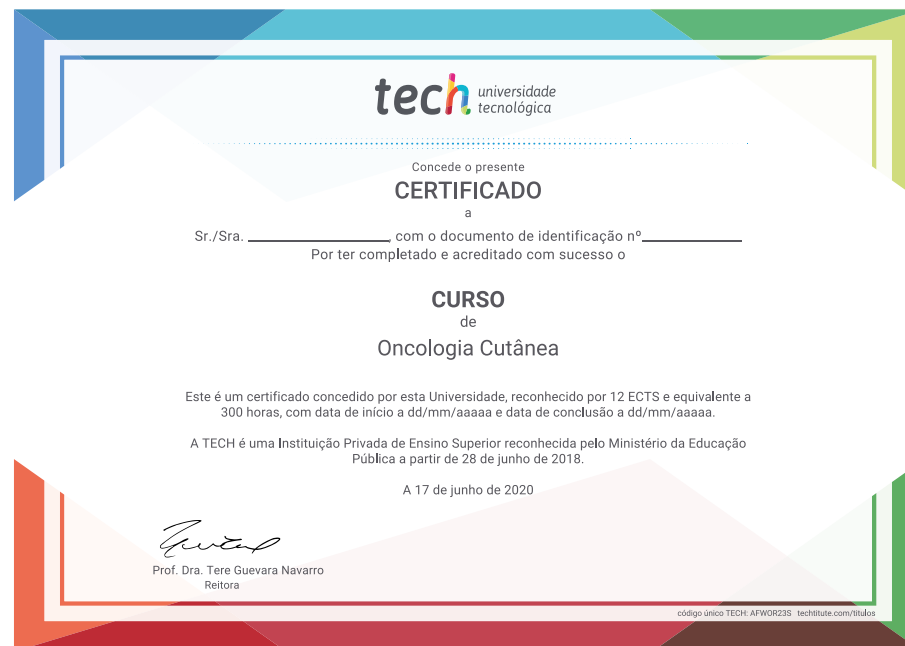 tech universidade
tecnológica
Concede o presente
CERTIFICADO
a
Sr./Sra. ____________________, com o documento de identificação nº______________
Por ter completado e acreditado com sucesso o
CURSO
de
Oncologia Cutânea
Este é um certificado concedido por esta Universidade, reconhecido por 12 ECTS e equivalente a
300 horas, com data de início a dd/mm/aaaaa e data de conclusão a dd/mm/aaaaa.
A TECH é uma Instituição Privada de Ensino Superior reconhecida pelo Ministério da Educação
Pública a partir de 28 de junho de 2018.
A 17 de junho de 2020
Prof. Dra. Tere Guevara Navarro
Reitora
código único TECH: AFWOR23S techtitute.com/titulos